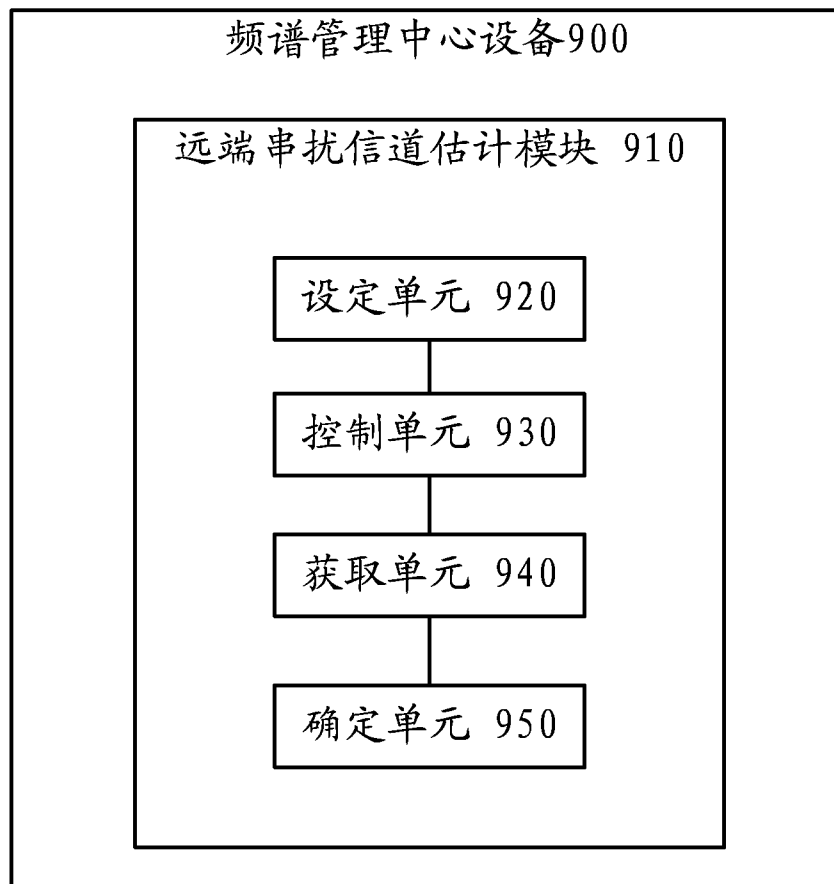 频谱管理中心设备900
远端串扰信道估计模块 910
设定单元 920
控制单元 930
获取单元 940
确定单元 950